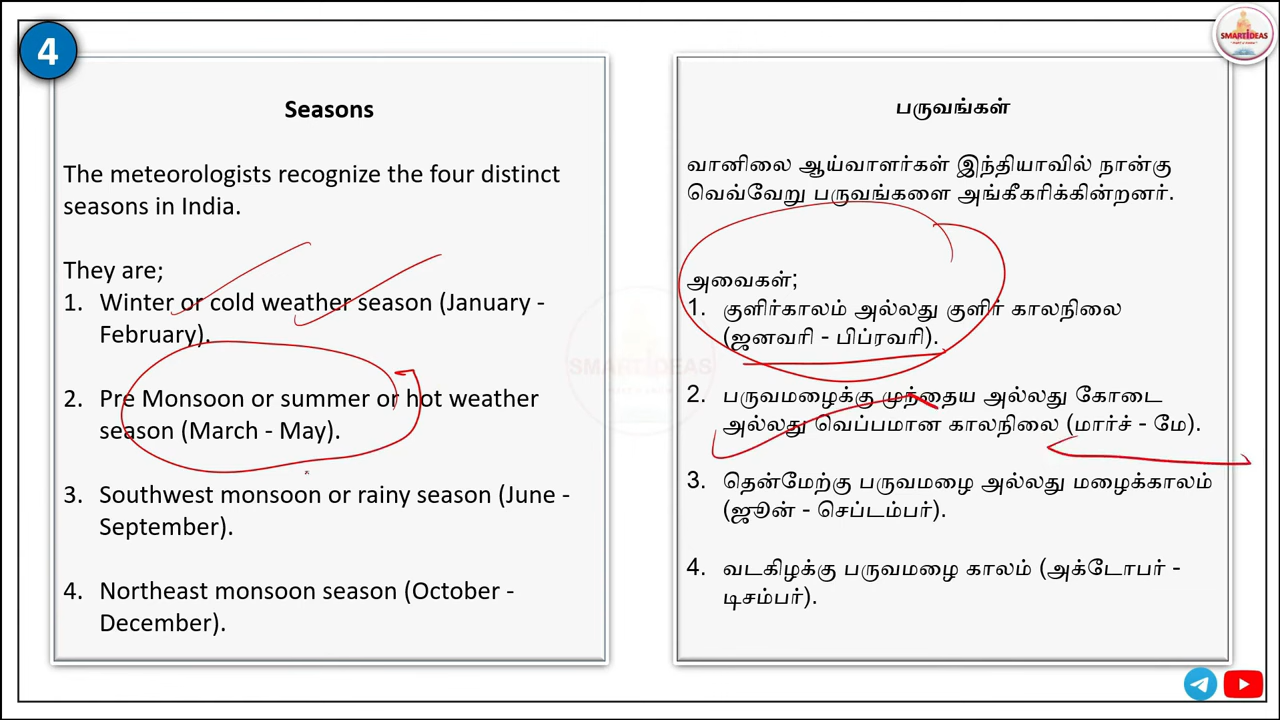 4
SMARTIDEAS
Seasons
The meteorologists recognize the four distinct
seasons in India.
They are;
1. Winter or cold weather season (January -
February).
2. Pre Monsoon or summer or hot weather
season (March - May).
3. Southwest monsoon or rainy season (June -
September).
4. Northeast monsoon season (October -
December).
பருவங்கள்
வானிலை ஆய்வாளர்கள் இந்தியாவில் நான்கு
வெவ்வேறு பருவங்களை அங்கீகரிக்கின்றனர்.
அவைகள்;
1. குளிர்காலம் அல்லது குளிர் காலநிலை
(ஜனவரி - பிப்ரவரி).
2. பருவமழைக்கு முந்தைய அல்லது கோடை
அல்லது வெப்பமான காலநிலை (மார்ச் - மே).
3. தென்மேற்கு பருவமழை அல்லது மழைக்காலம்
(ஜூன் - செப்டம்பர்).
4. வடகிழக்கு பருவமழை காலம் (அக்டோபர் -
டிசம்பர்).
SMARTIDEAS